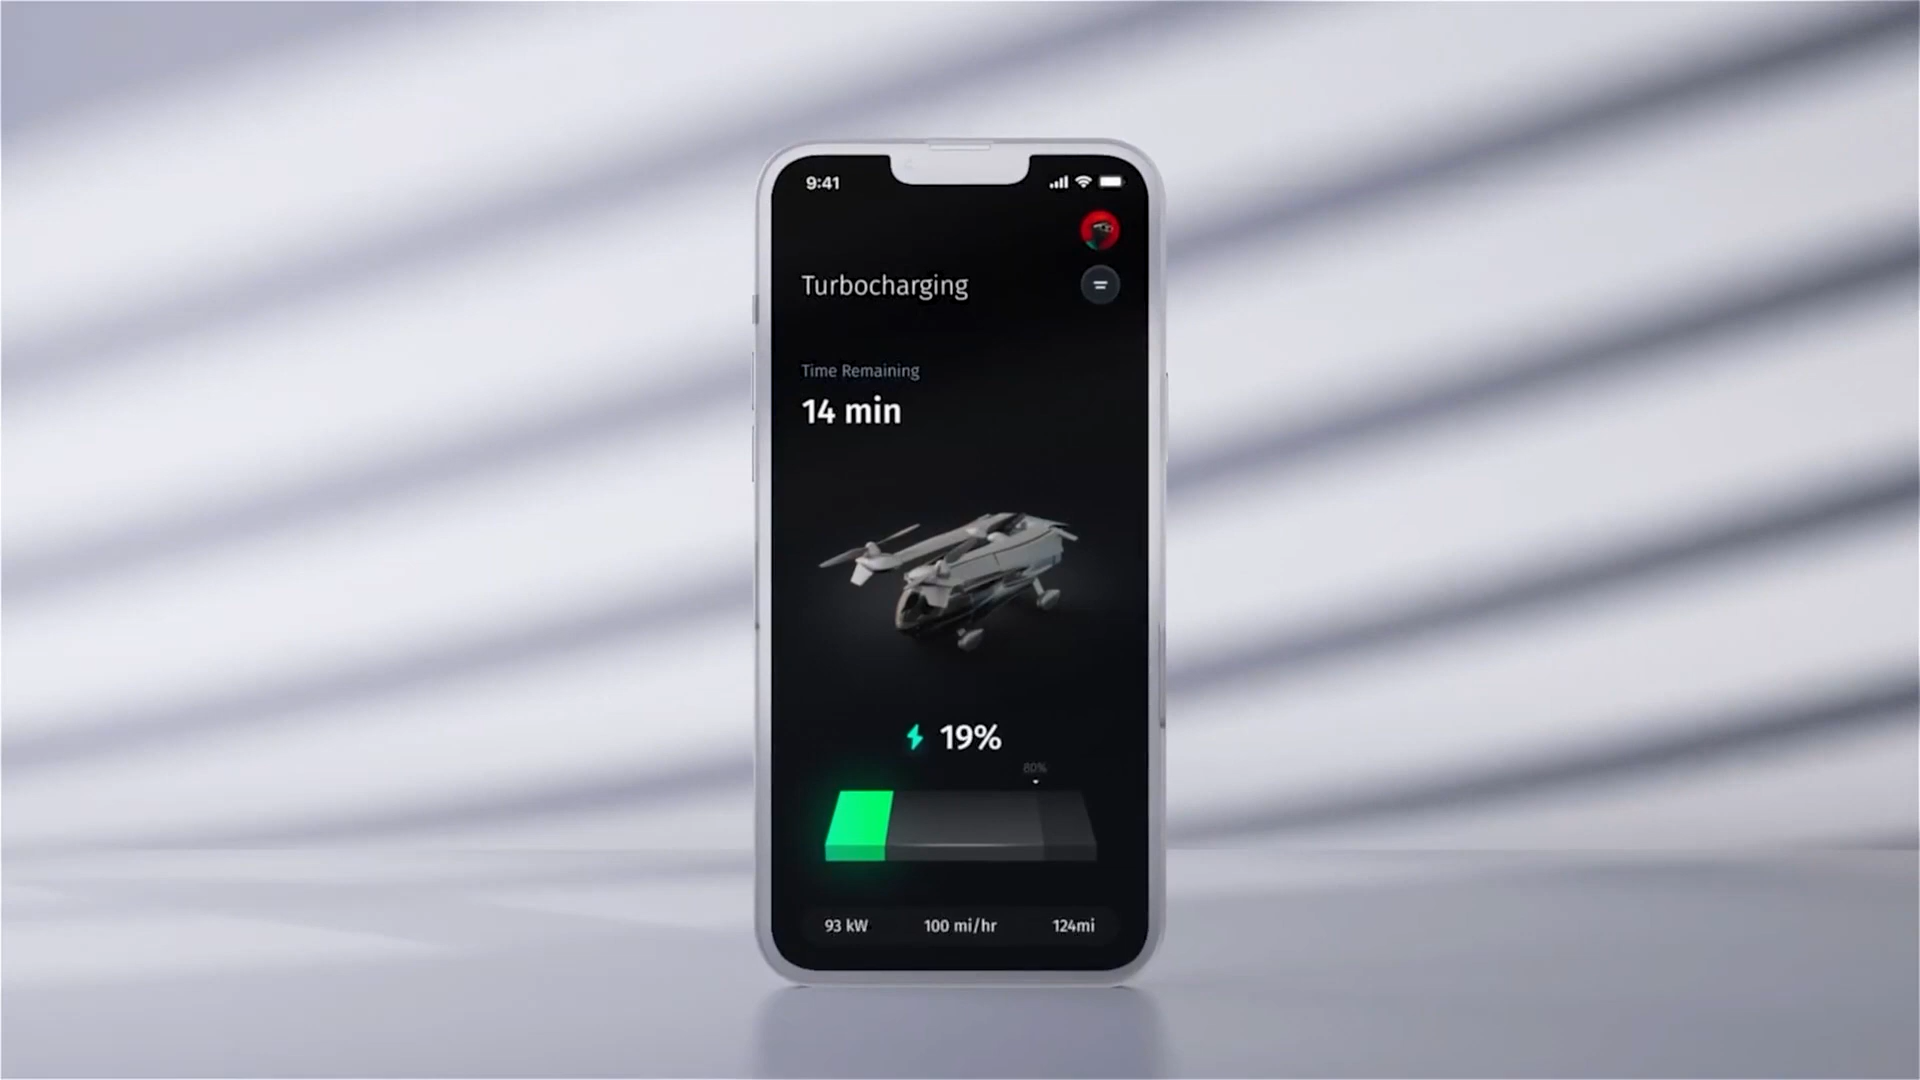 9:41
Turbocharging
Time Remaining
14 min
19%
80%
93 kW 100 mi/hr 124mi